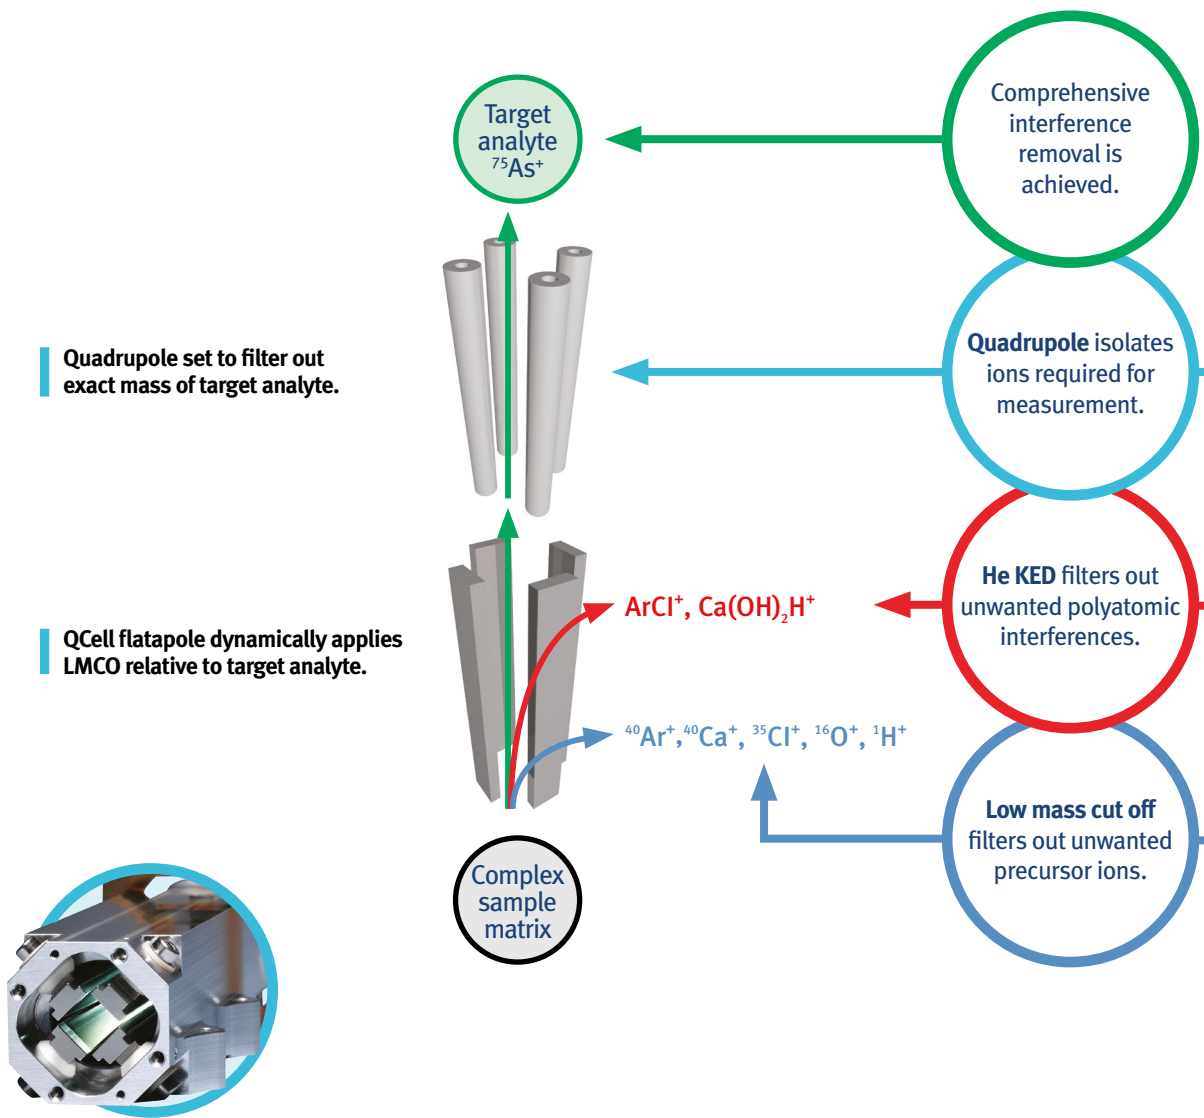 Comprehensive
interference
removal is
achieved.
Target
analyte
⁷⁵As⁺
Quadrupole isolates
ions required for
measurement.
Quadrupole set to filter out
exact mass of target analyte.
He KED filters out
unwanted polyatomic
interferences.
ArCl⁺, Ca(OH)₂H⁺
QCell flatapole dynamically applies
LMCO relative to target analyte.
⁴⁰Ar⁺,⁴⁰Ca⁺, ³⁵Cl⁺, ¹⁶O⁺, ¹H⁺
Low mass cut off
filters out unwanted
precursor ions.
Complex
sample
matrix